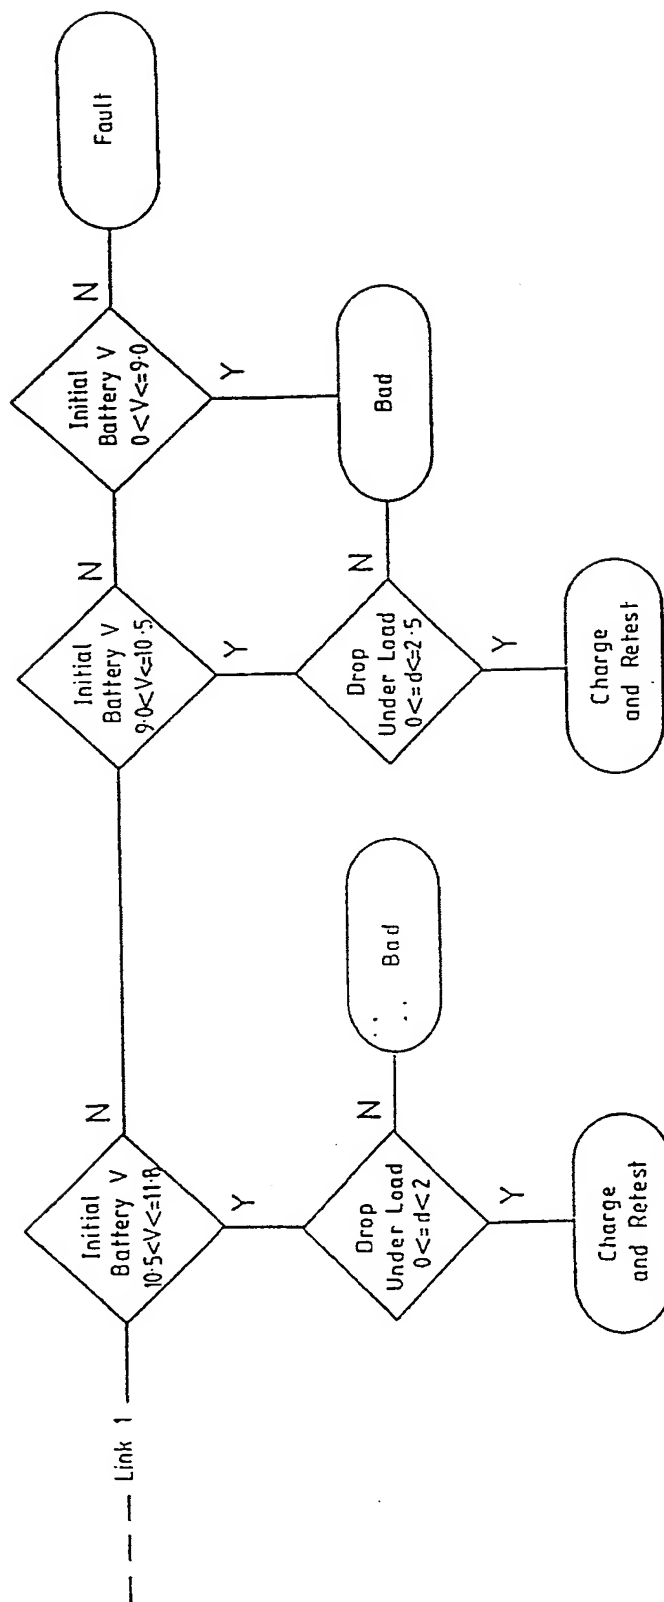 Link 1
Initial
Battery V
10·5<V<=11·8
N
Y
Drop
Under Load
0<=d<2
N
Bad
Y
Charge
and Retest
Initial
Battery V
9·0<V<=10·5
N
Y
Drop
Under Load
0<=d<=2·5
N
Bad
Y
Charge
and Retest
Initial
Battery V
0<V<=9·0
N
Y
Fault